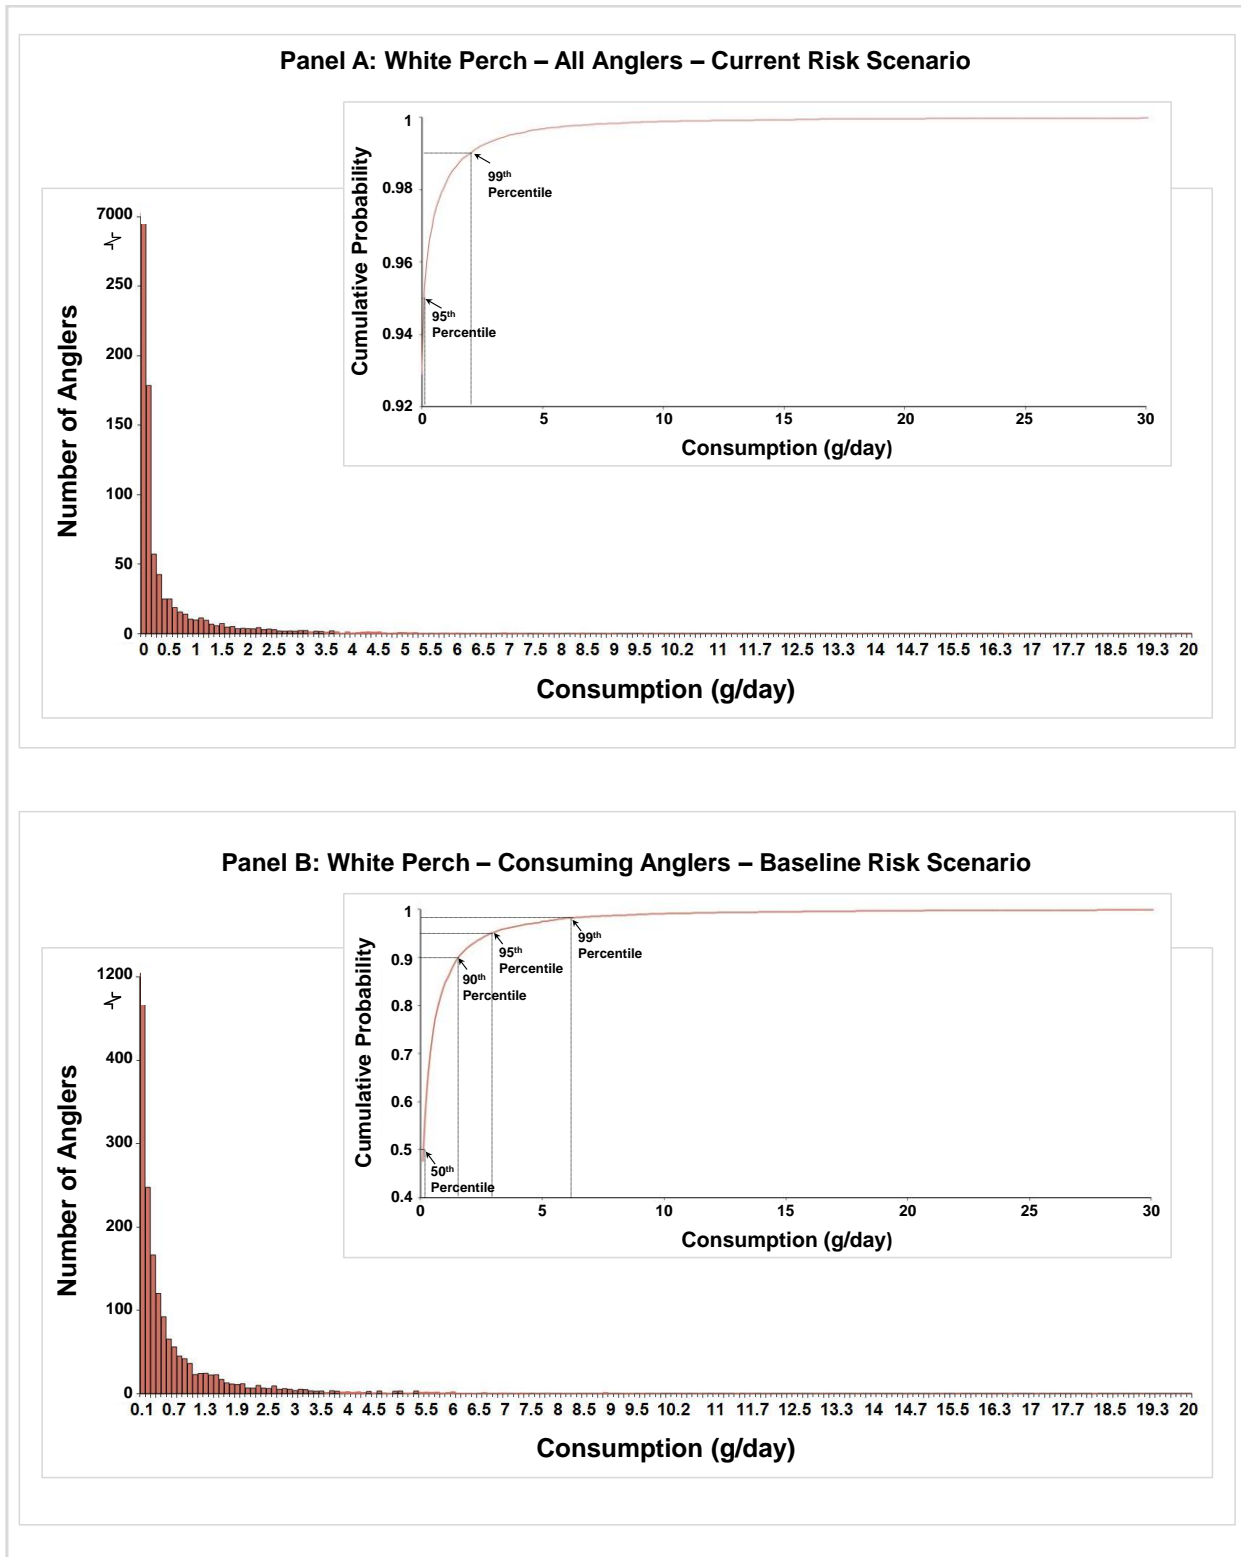 Panel A: White Perch – All Anglers – Current Risk Scenario
1
0.98
0.96
0.94
0.92
Cumulative Probability
99th
Percentile
95th
Percentile
0 5 10 15 20 25 30
Consumption (g/day)
7000
250
200
150
100
50
0
Number of Anglers
0 0.5 1 1.5 2 2.5 3 3.5 4 4.5 5 5.5 6 6.5 7 7.5 8 8.5 9 9.5 10.2 11 11.7 12.5 13.3 14 14.7 15.5 16.3 17 17.7 18.5 19.3 20
Consumption (g/day)
Panel B: White Perch – Consuming Anglers – Baseline Risk Scenario
1
0.9
0.8
0.7
0.6
0.5
0.4
Cumulative Probability
99th
Percentile
95th
Percentile
90th
Percentile
50th
Percentile
0 5 10 15 20 25 30
Consumption (g/day)
1200
400
300
200
100
0
Number of Anglers
0.1 0.7 1.3 1.9 2.5 3 3.5 4 4.5 5 5.5 6 6.5 7 7.5 8 8.5 9 9.5 10.2 11 11.7 12.5 13.3 14 14.7 15.5 16.3 17 17.7 18.5 19.3 20
Consumption (g/day)